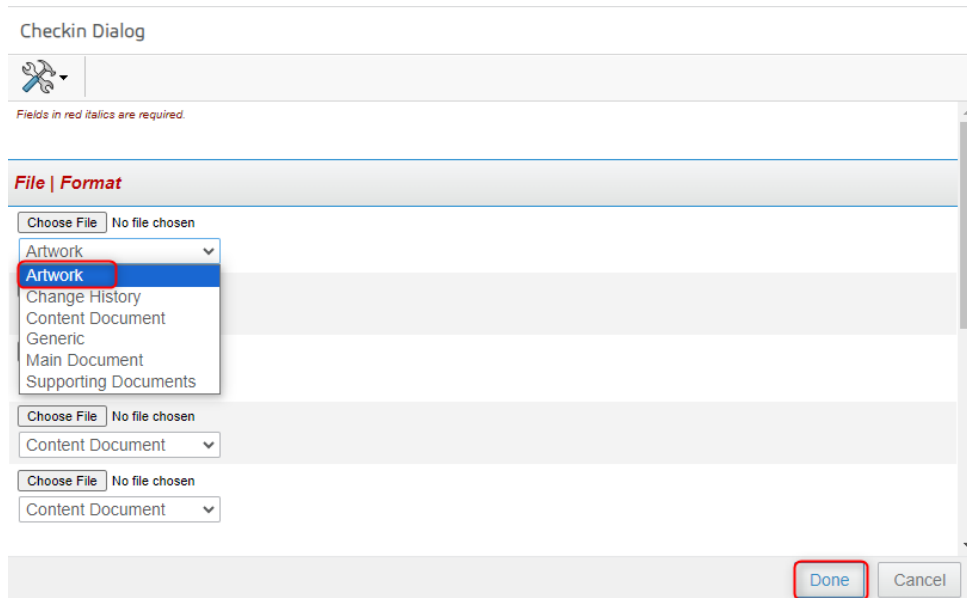 Checkin Dialog
Fields in red italics are required.
File | Format
Choose File No file chosen
Artwork
Artwork
Change History
Content Document
Generic
Main Document
Supporting Documents
Choose File No file chosen
Content Document
Choose File No file chosen
Content Document
Done Cancel